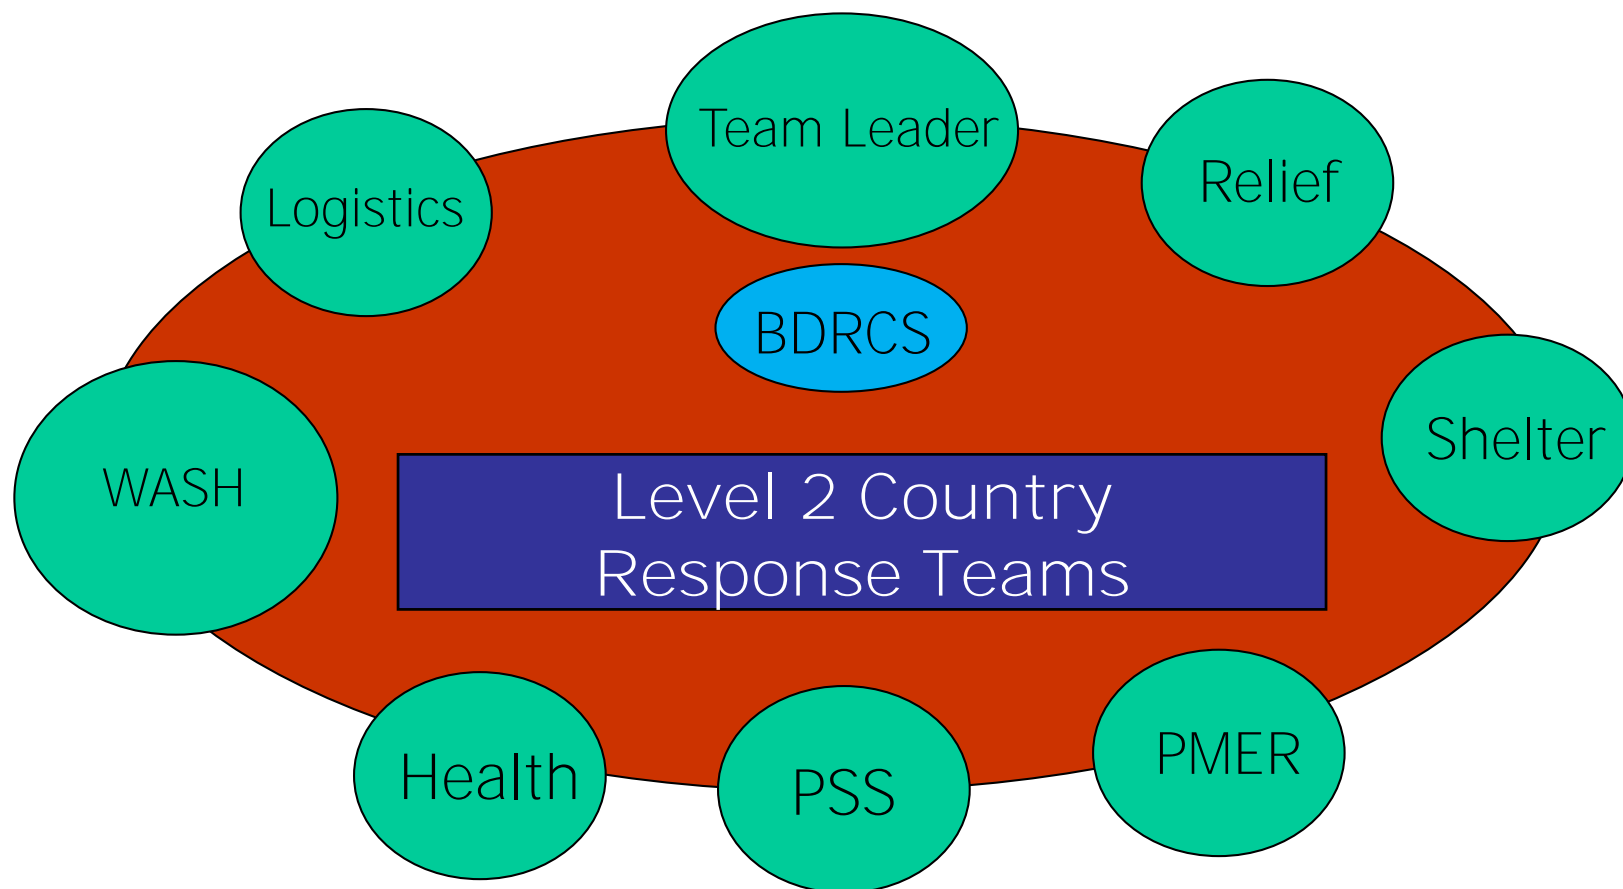 Team Leader
Relief
Logistics
BDRCS
Shelter
WASH
Level 2 Country
Response Teams
Health
PSS
PMER